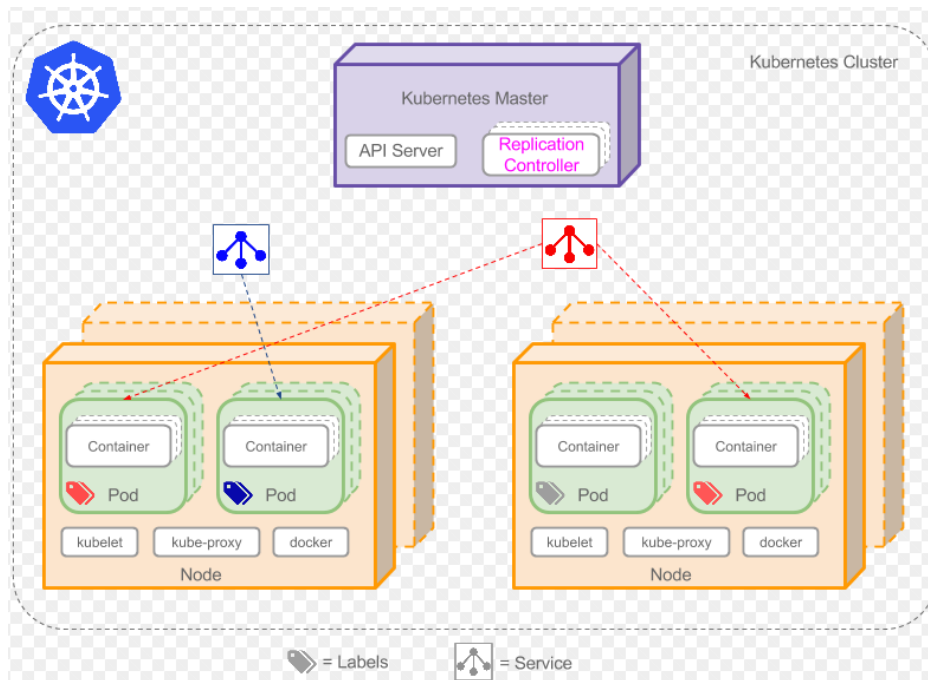 Kubernetes Cluster
Kubernetes Master
API Server
Replication
Controller
Container
Pod
Container
Pod
kubelet
kube-proxy
docker
Node
Container
Pod
Container
Pod
kubelet
kube-proxy
docker
Node
= Labels
= Service